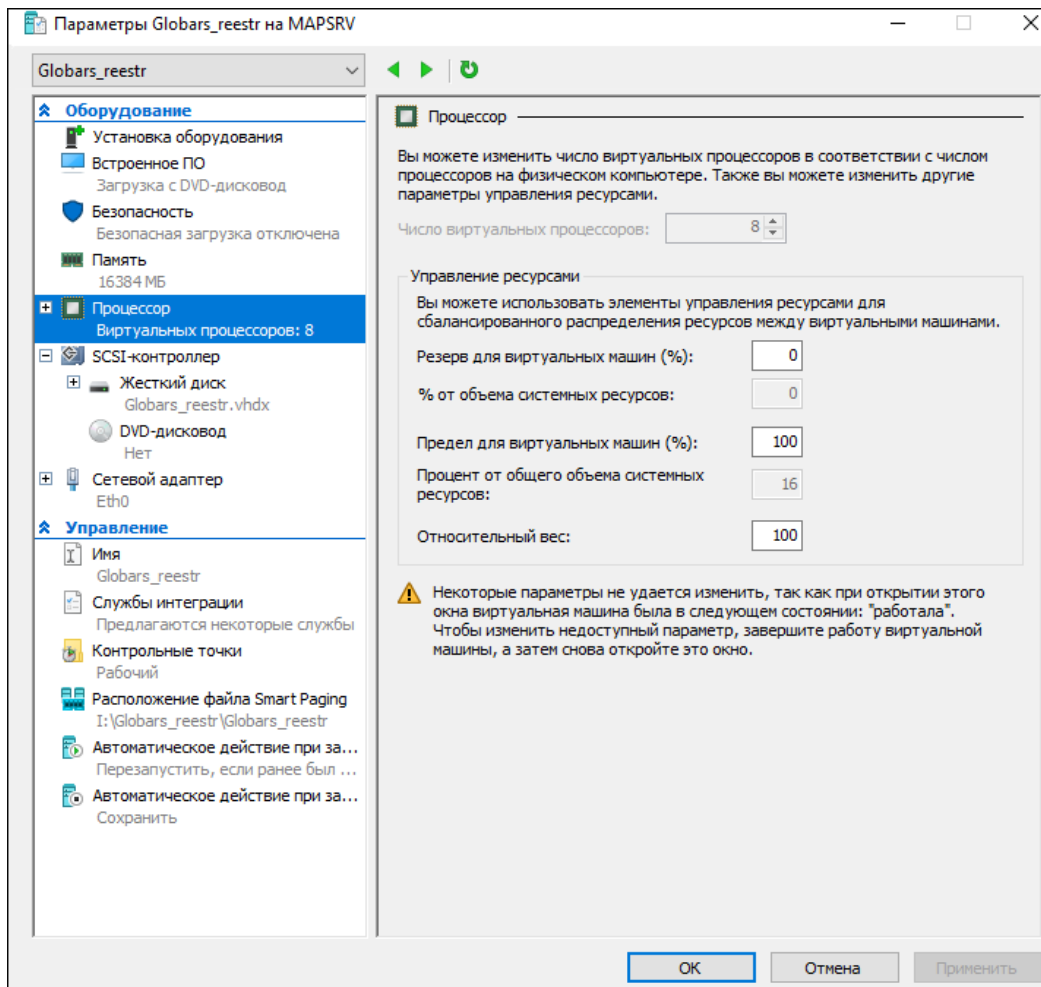 Параметры Globars_reestr на MAPSRV
Globars_reestr
Оборудование
Установка оборудования
Встроенное ПО
Загрузка с DVD-дисковод
Безопасность
Безопасная загрузка отключена
Память
16384 МБ
Процессор
Виртуальных процессоров: 8
SCSI-контроллер
Жесткий диск
Globars_reestr.vhdx
DVD-дисковод
Нет
Сетевой адаптер
Eth0
Управление
Имя
Globars_reestr
Службы интеграции
Предлагаются некоторые службы
Контрольные точки
Рабочий
Расположение файла Smart Paging
I:\Globars_reestr\Globars_reestr
Автоматическое действие при за...
Перезапустить, если ранее был ...
Автоматическое действие при за...
Сохранить
Процессор
Вы можете изменить число виртуальных процессоров в соответствии с числом
процессоров на физическом компьютере. Также вы можете изменить другие
параметры управления ресурсами.
Число виртуальных процессоров: 8
Управление ресурсами
Вы можете использовать элементы управления ресурсами для
сбалансированного распределения ресурсов между виртуальными машинами.
Резерв для виртуальных машин (%): 0
% от объема системных ресурсов: 0
Предел для виртуальных машин (%): 100
Процент от общего объема системных
ресурсов: 16
Относительный вес: 100
Некоторые параметры не удается изменить, так как при открытии этого
окна виртуальная машина была в следующем состоянии: "работала".
Чтобы изменить недоступный параметр, завершите работу виртуальной
машины, а затем снова откройте это окно.
ОК
Отмена
Применить